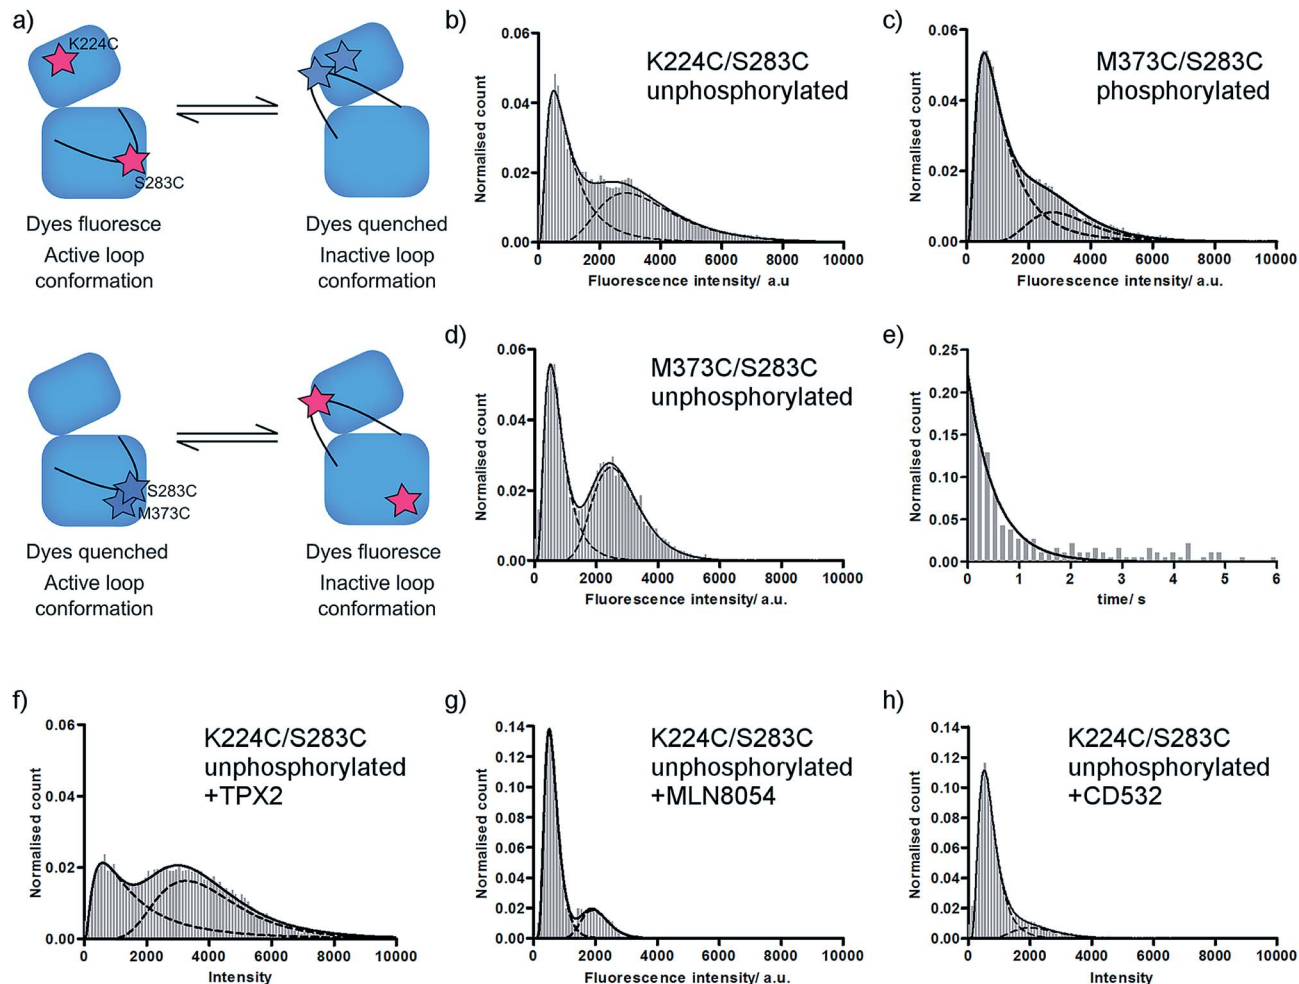 a)
K224C
S283C
Dyes fluoresce
Active loop
conformation
Dyes quenched
Inactive loop
conformation
S283C
M373C
Dyes quenched
Active loop
conformation
Dyes fluoresce
Inactive loop
conformation
b)
K224C/S283C
unphosphorylated
Normalised count
0.06
0.04
0.02
0.00
0
2000
4000
6000
8000
10000
Fluorescence intensity/ a.u
c)
M373C/S283C
phosphorylated
Normalised count
0.06
0.04
0.02
0.00
0
2000
4000
6000
8000
10000
Fluorescence intensity/ a.u.
d)
M373C/S283C
unphosphorylated
Normalised count
0.06
0.04
0.02
0.00
0
2000
4000
6000
8000
10000
Fluorescence intensity/ a.u.
e)
Normalised count
0.25
0.20
0.15
0.10
0.05
0.00
0
1
2
3
4
5
6
time/ s
f)
K224C/S283C
unphosphorylated
+TPX2
Normalised count
0.06
0.04
0.02
0.00
0
2000
4000
6000
8000
10000
Intensity
g)
K224C/S283C
unphosphorylated
+MLN8054
Normalised count
0.14
0.12
0.10
0.08
0.06
0.04
0.02
0.00
0
2000
4000
6000
8000
10000
Fluorescence intensity/ a.u.
h)
K224C/S283C
unphosphorylated
+CD532
Normalised count
0.14
0.12
0.10
0.08
0.06
0.04
0.02
0.00
0
2000
4000
6000
8000
10000
Intensity